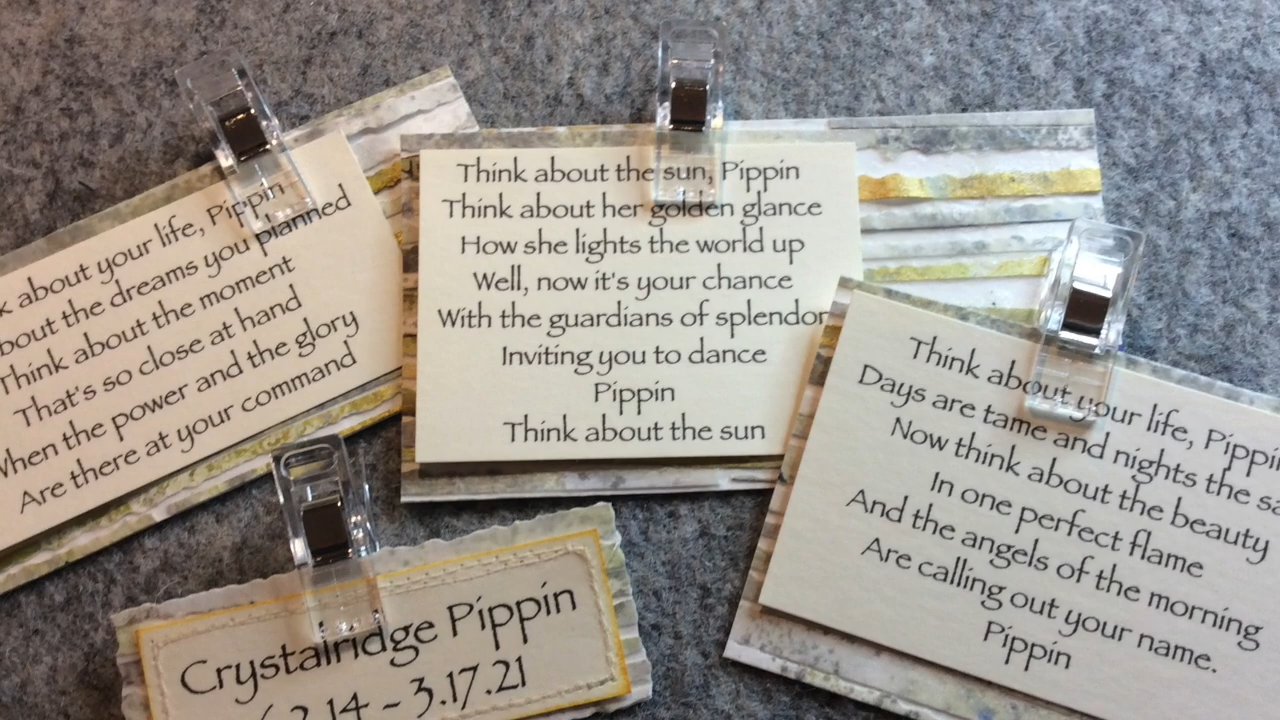 about your life, Pippin
about the dreams you planned
Think about the moment
That's so close at hand
When the power and the glory
Are there at your command
Think about the sun, Pippin
Think about her golden glance
How she lights the world up
Well, now it's your chance
With the guardians of splendor
Inviting you to dance
Pippin
Think about the sun
Think about your life, Pippin
Days are tame and nights the
Now think about the beauty
In one perfect flame
And the angels of the morning
Are calling out your name.
Pippin
Crystalridge Pippin
14 ~ 3.17.21